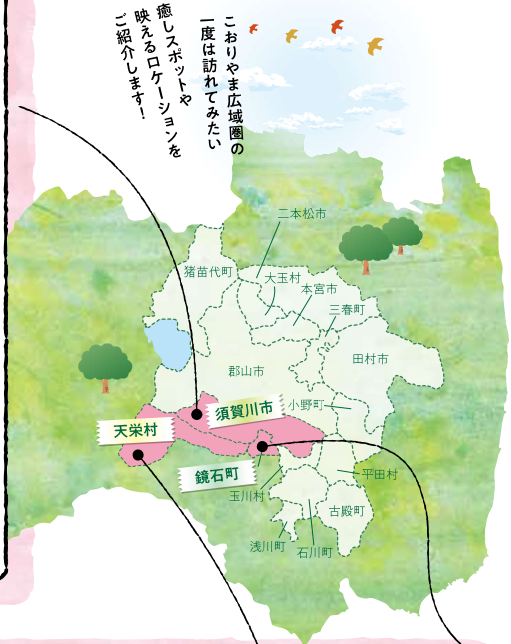 こおりやま広域圏の
一度は訪れてみたい
癒しスポットや
映えるロケーションを
ご紹介します！
二本松市
猪苗代町
大玉村
本宮市
三春町
田村市
郡山市
小野町
須賀川市
天栄村
鏡石町
平田村
玉川村
古殿町
浅川町
石川町